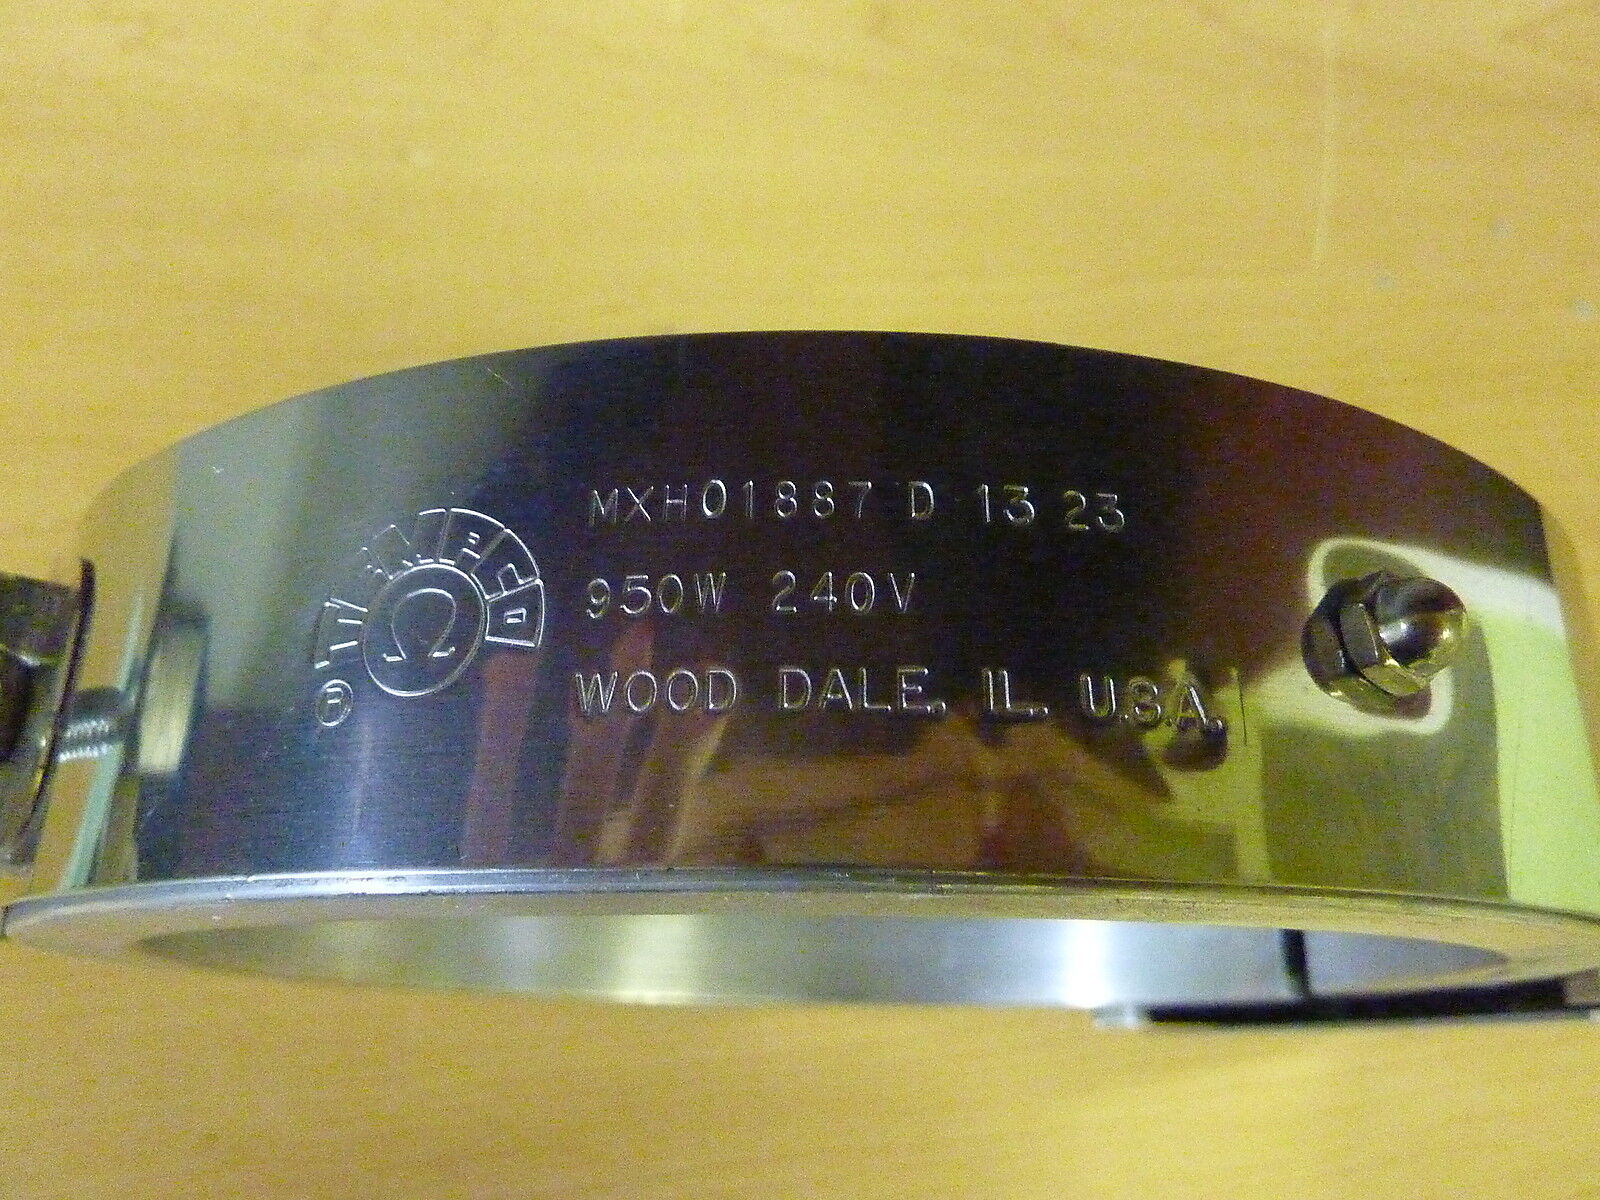 MXH01887 D 13 23
950W 240V
WOOD DALE, IL. U.S.A.
Ω
®